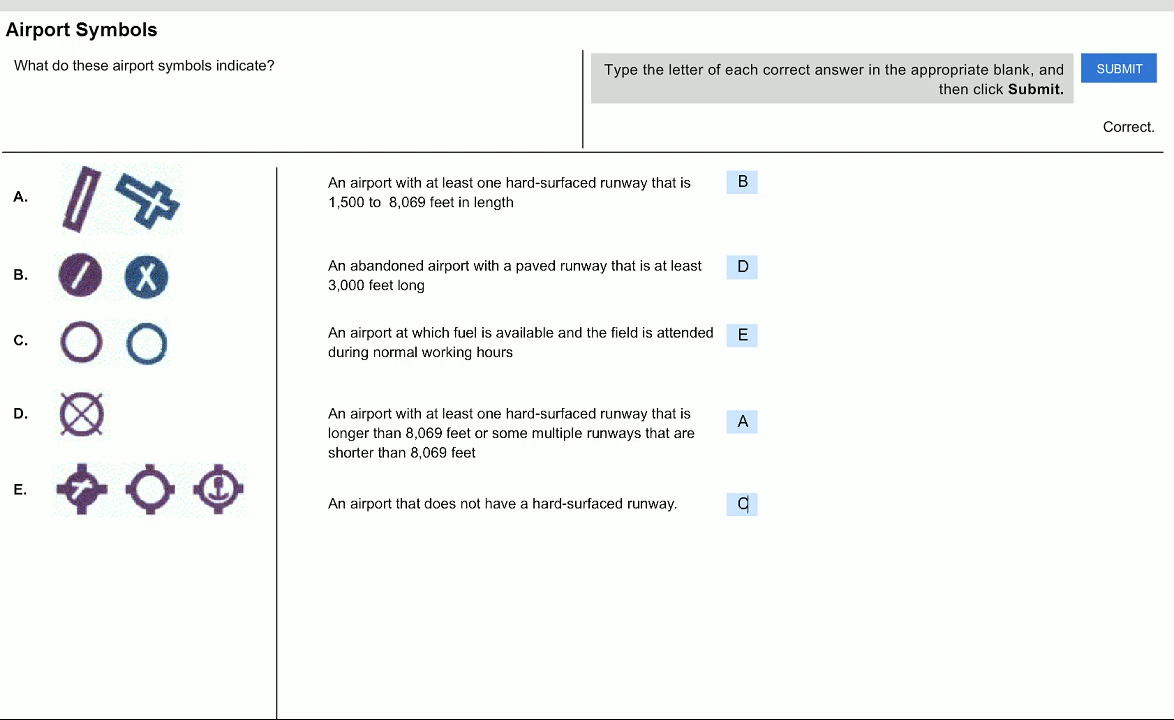 Airport Symbols
What do these airport symbols indicate?
Type the letter of each correct answer in the appropriate blank, and
then click Submit.
SUBMIT
Correct.
A.
B.
C.
D.
E.
An airport with at least one hard-surfaced runway that is
1,500 to 8,069 feet in length
B
An abandoned airport with a paved runway that is at least
3,000 feet long
D
An airport at which fuel is available and the field is attended
during normal working hours
E
An airport with at least one hard-surfaced runway that is
longer than 8,069 feet or some multiple runways that are
shorter than 8,069 feet
A
An airport that does not have a hard-surfaced runway.
C